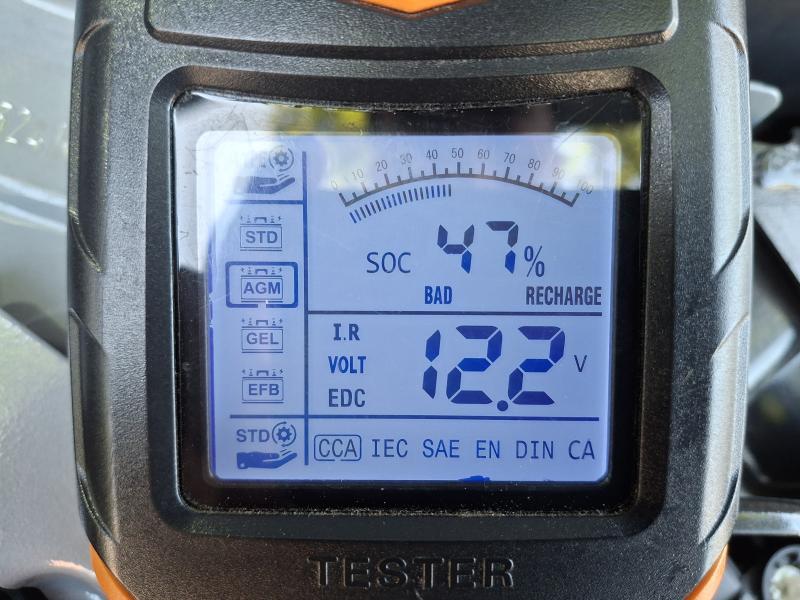 0 10 20 30 40 50 60 70 80 90 100
STD
AGM
GEL
EFB
STD
SOC 47%
BAD RECHARGE
I.R
VOLT
EDC
12.2 V
CCA IEC SAE EN DIN CA
TESTER